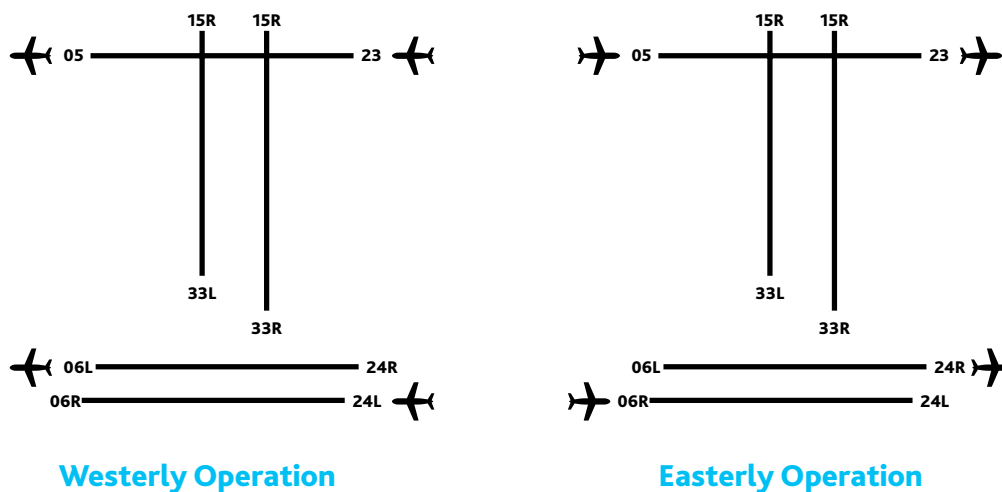 15R 15R
05 23
33L
33R
06L 24R
06R 24L
Westerly Operation
15R 15R
05 23
33L
33R
06L 24R
06R 24L
Easterly Operation